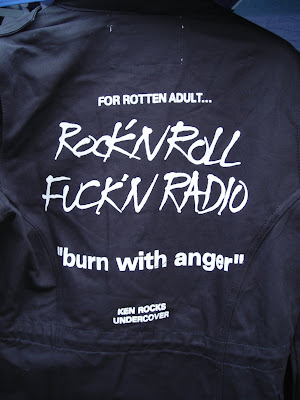 FOR ROTTEN ADULT...
ROCK'N ROLL
FUCK'N RADIO
"burn with anger"
KEN ROCKS
UNDERCOVER